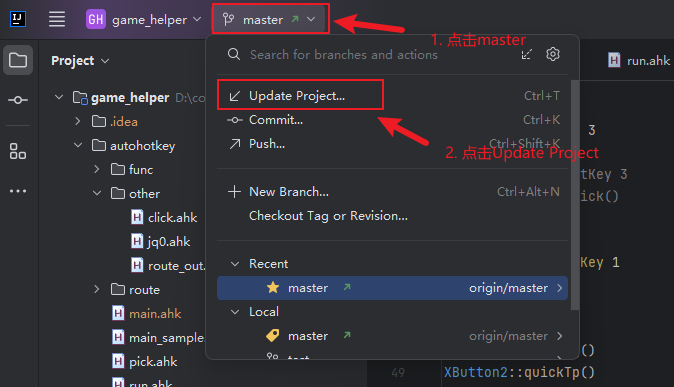 IJ
GH game_helper master
1. 点击master
Project
Search for branches and actions
run.ahk
game_helper D:\co
Update Project... Ctrl+T
.idea
Commit... Ctrl+K
3
autohotkey
Push... Ctrl+Shift+K
2. 点击Update Project
func
tKey 3
other
New Branch... Ctrl+Alt+N
ick()
click.ahk
Checkout Tag or Revision...
jq0.ahk
route_out.
Recent
Key 1
route
master origin/master
main.ahk
Local
main_sample.
master origin/master
pick.ahk
test
()
run.ahk
49 XButton2::quickTp()